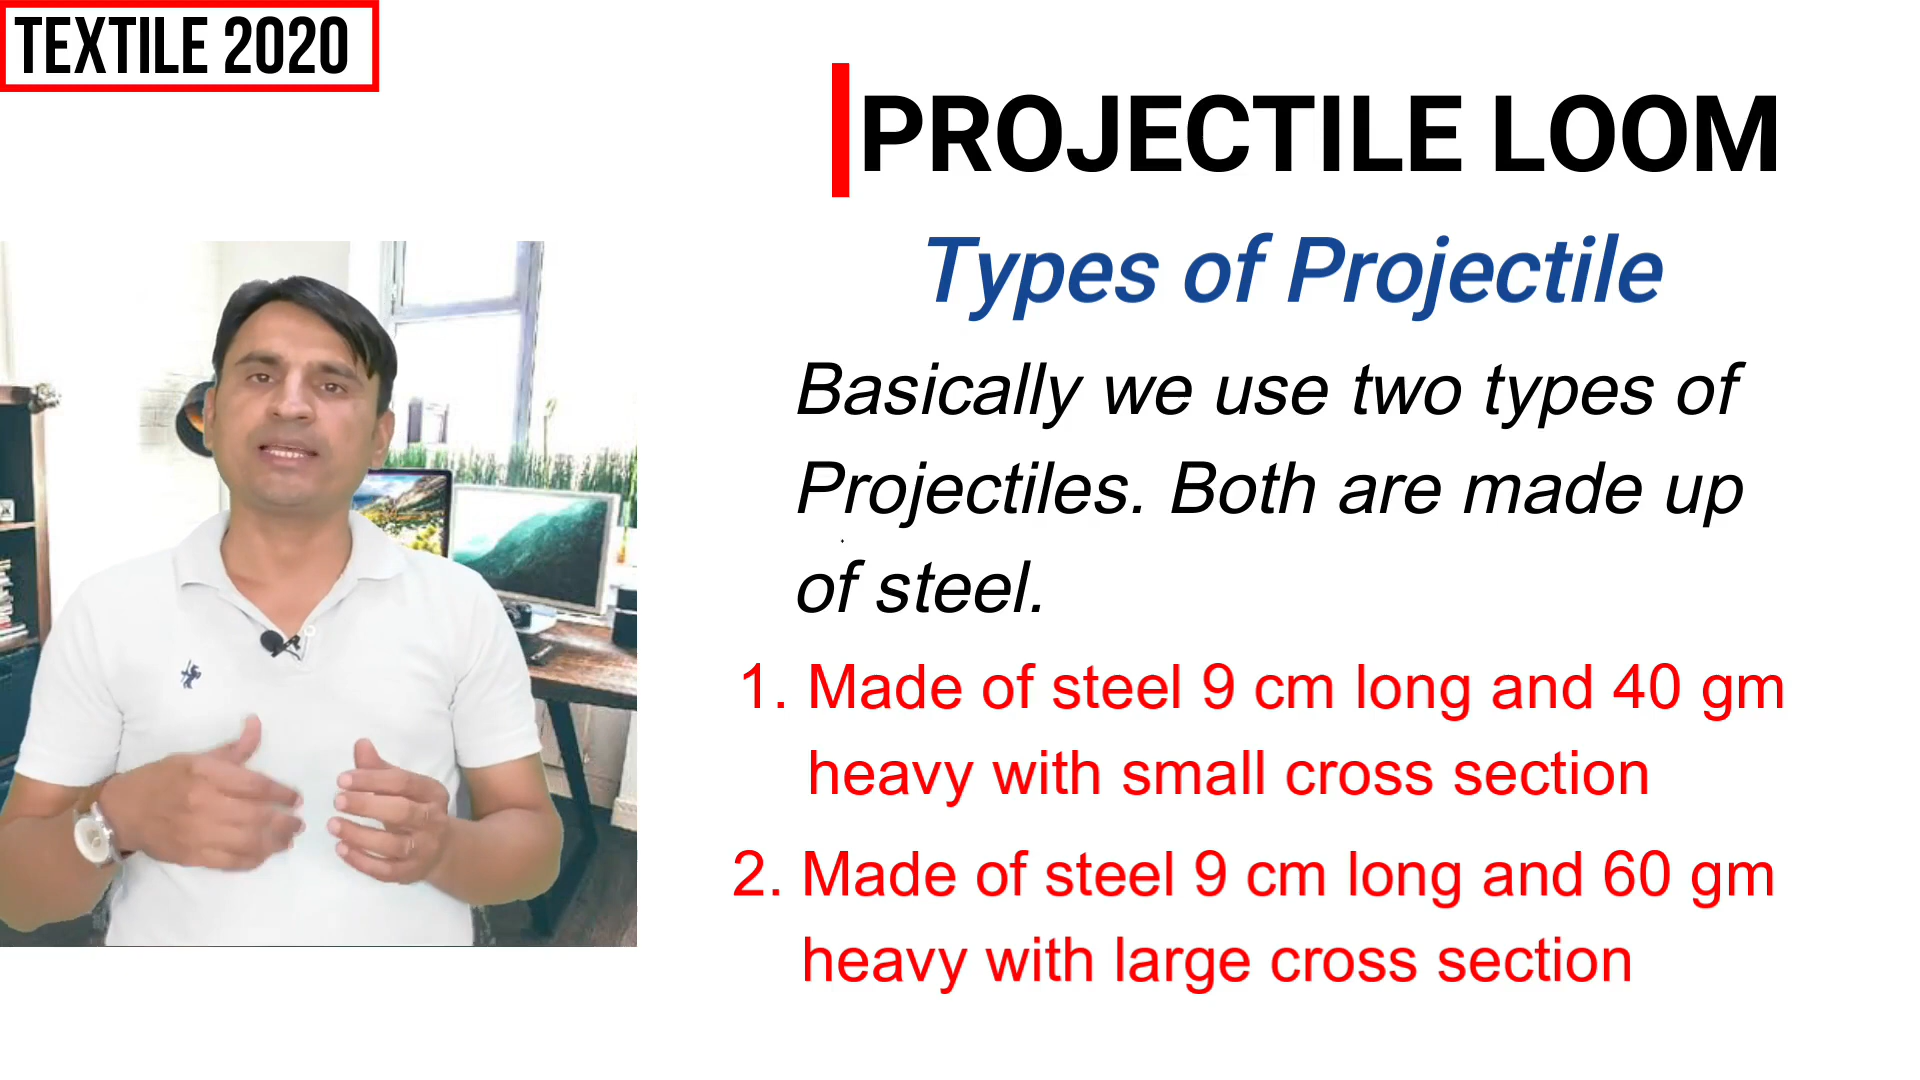 TEXTILE 2020
PROJECTILE LOOM
Types of Projectile
Basically we use two types of
Projectiles. Both are made up
of steel.
1. Made of steel 9 cm long and 40 gm
heavy with small cross section
2. Made of steel 9 cm long and 60 gm
heavy with large cross section